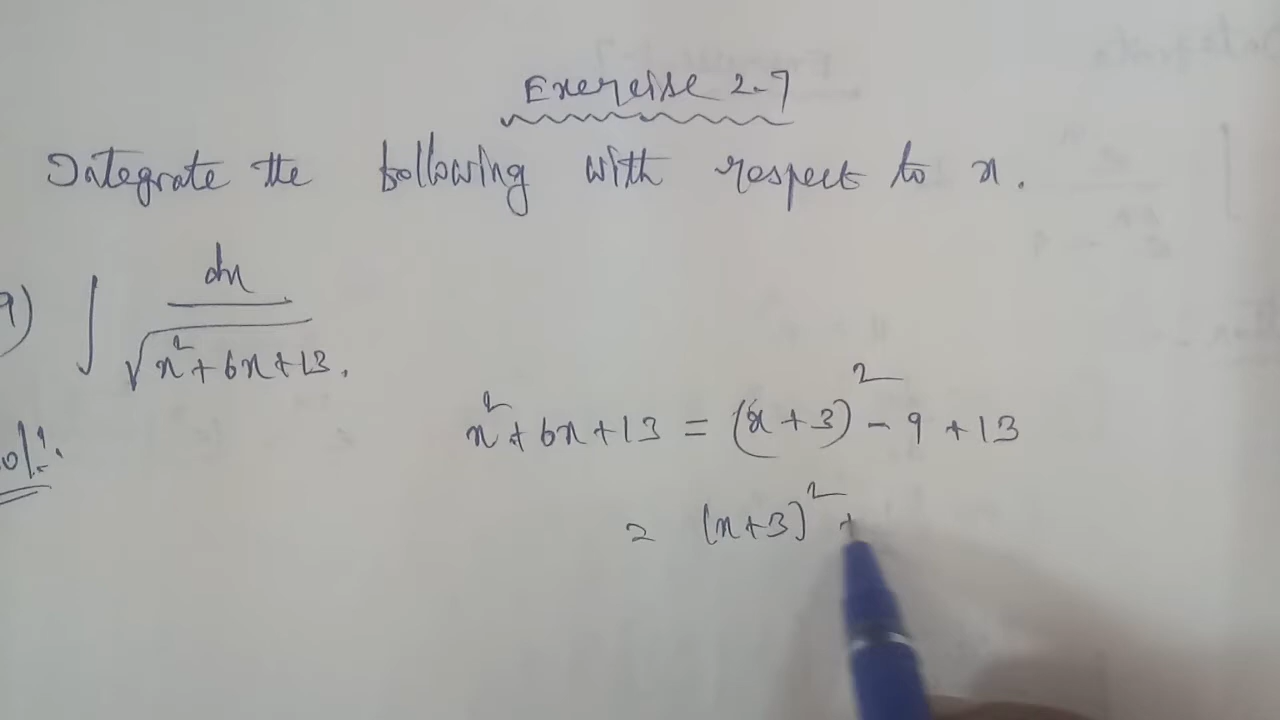 Exercise 2.7
Integrate the following with respect to x.
9) ∫ dx / √x²+6x+13.
Sol!.
x²+6x+13 = (x+3)² - 9 + 13
= (x+3)² +